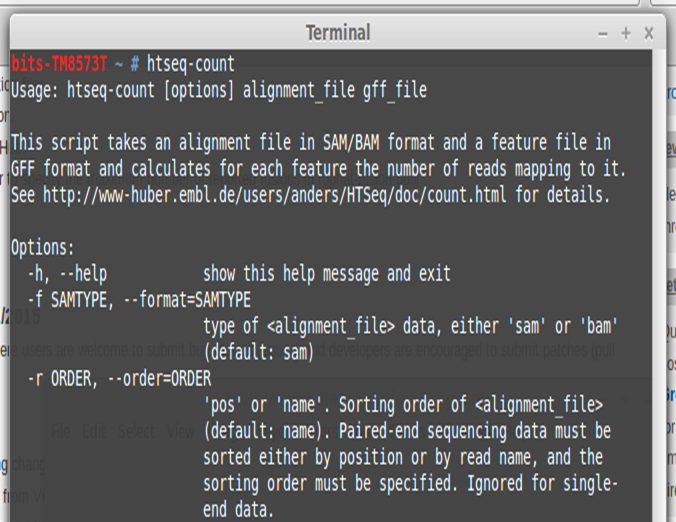 Terminal
bits-TM8573T ~ # htseq-count
Usage: htseq-count [options] alignment_file gff_file
This script takes an alignment file in SAM/BAM format and a feature file in
GFF format and calculates for each feature the number of reads mapping to it.
See http://www-huber.embl.de/users/anders/HTSeq/doc/count.html for details.
Options:
-h, --help show this help message and exit
-f SAMTYPE, --format=SAMTYPE
type of <alignment_file> data, either 'sam' or 'bam'
(default: sam)
-r ORDER, --order=ORDER
'pos' or 'name'. Sorting order of <alignment_file>
(default: name). Paired-end sequencing data must be
sorted either by position or by read name, and the
sorting order must be specified. Ignored for single-
end data.